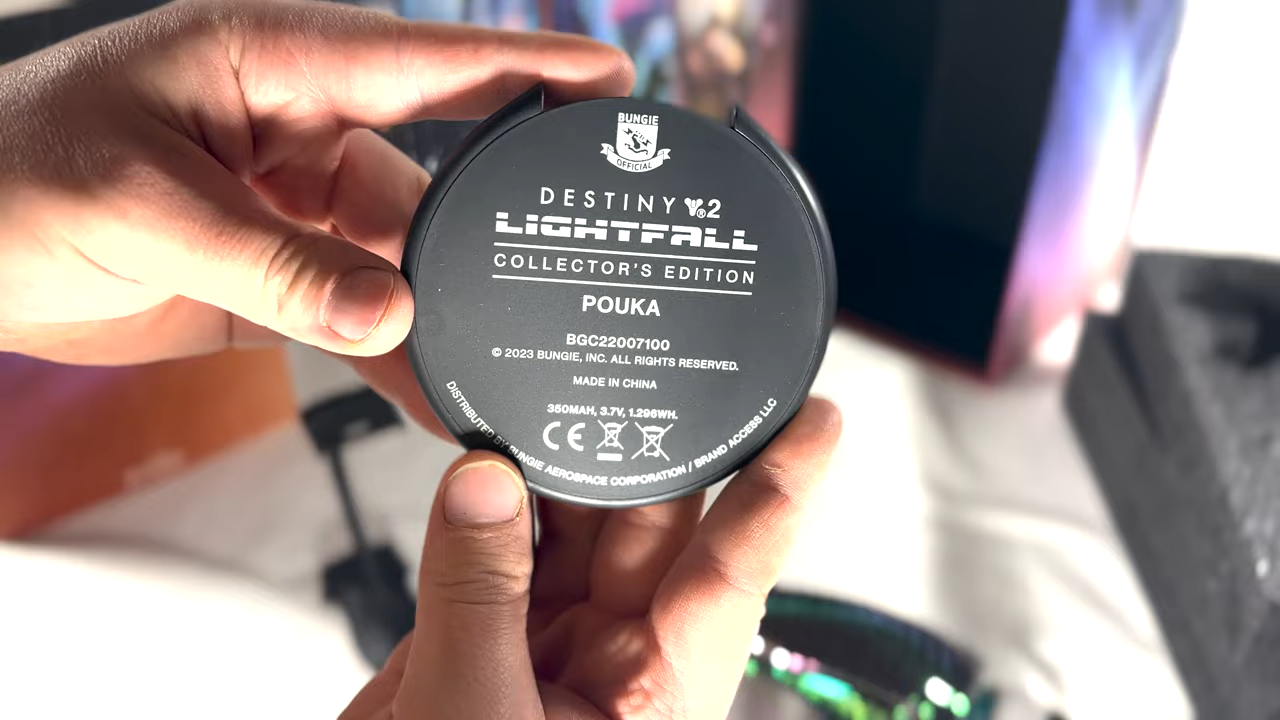 BUNGIE
OFFICIAL
DESTINY 2
LIGHTFALL
COLLECTOR'S EDITION
POUKA
BGC22007100
© 2023 BUNGIE, INC. ALL RIGHTS RESERVED.
MADE IN CHINA
350MAH, 3.7V, 1.296WH.
CE
DISTRIBUTED BY BUNGIE AEROSPACE CORPORATION / BRAND ACCESS LLC